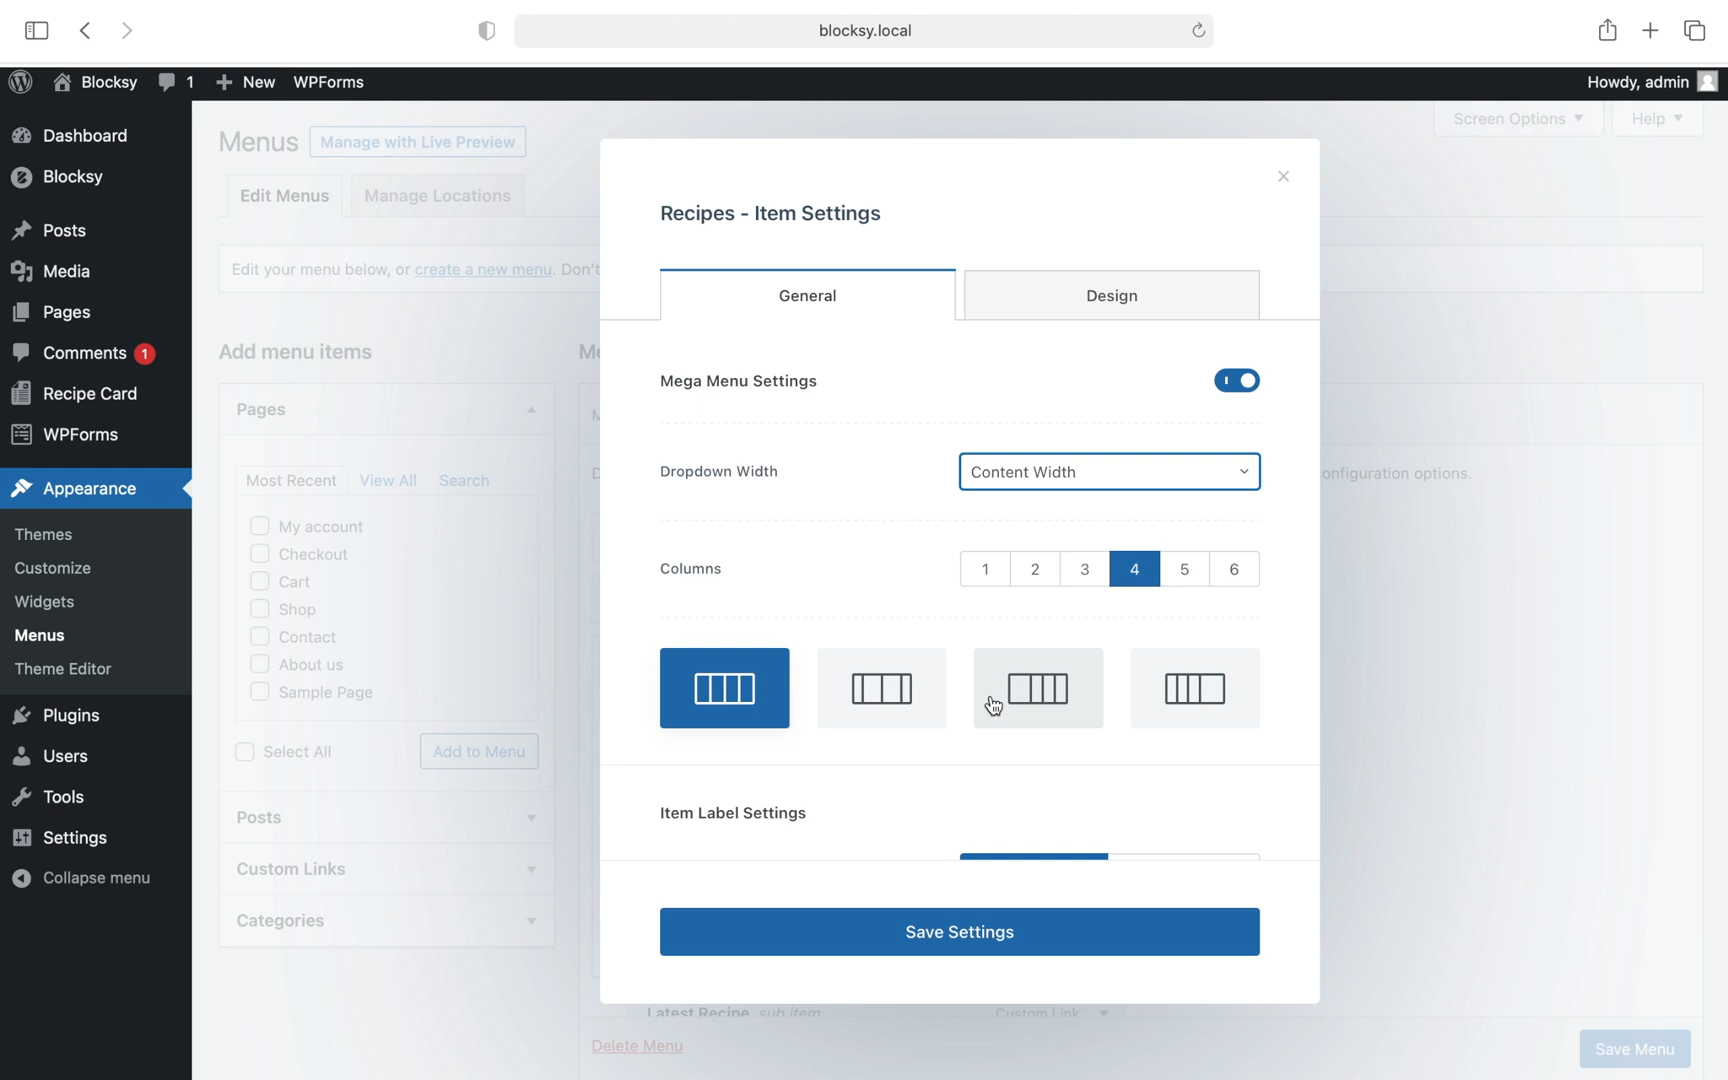 blocksy.local
Blocksy 1 New WPForms Howdy, admin
Dashboard
Blocksy
Posts
Media
Pages
Comments 1
Recipe Card
WPForms
Appearance
Themes
Customize
Widgets
Menus
Theme Editor
Plugins
Users
Tools
Settings
Collapse menu
Menus Manage with Live Preview
Screen Options Help
Edit Menus Manage Locations
Edit your menu below, or create a new menu. Don't
Add menu items
Pages
Most Recent View All Search
My account
Checkout
Cart
Shop
Contact
About us
Sample Page
Select All Add to Menu
Posts
Custom Links
Categories
Recipes - Item Settings
General Design
Mega Menu Settings
Dropdown Width Content Width
configuration options.
Columns 1 2 3 4 5 6
Item Label Settings
Save Settings
Latest Recipe sub item Custom Link
Delete Menu Save Menu